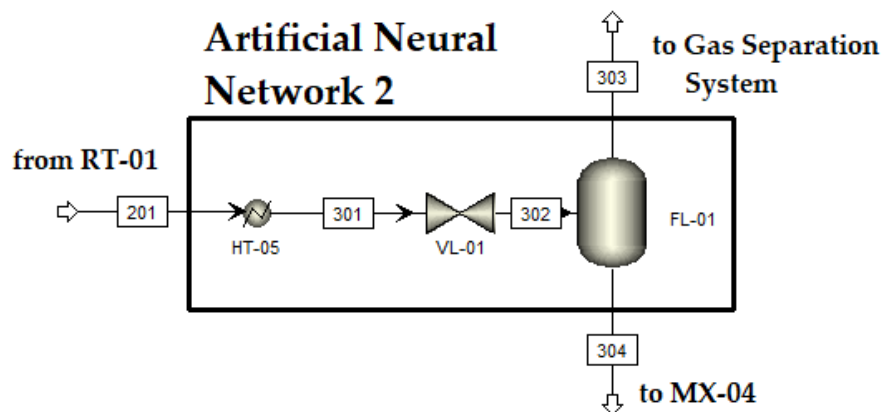 Artificial Neural
Network 2
to Gas Separation
System
303
from RT-01
201
301
302
HT-05
VL-01
FL-01
304
to MX-04